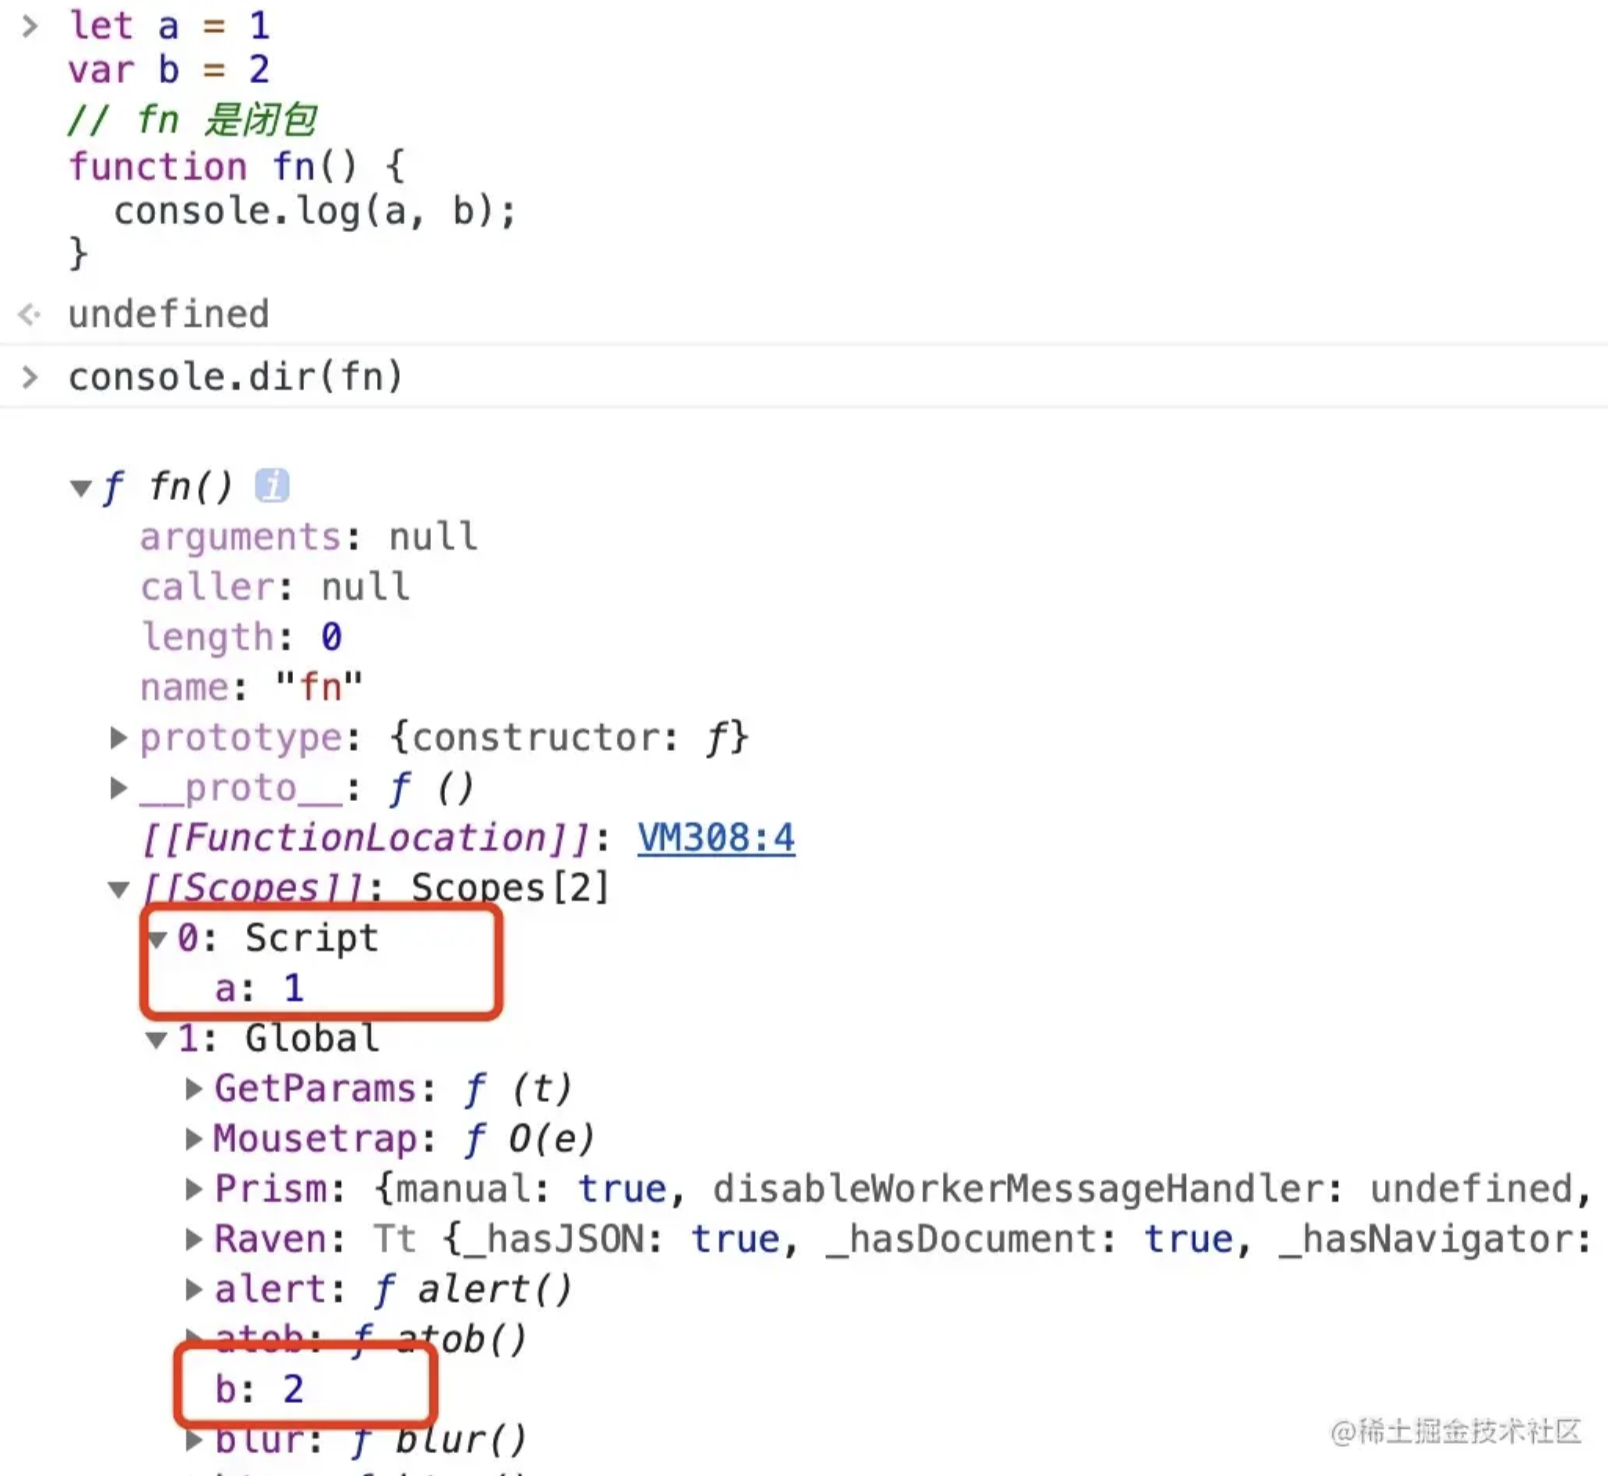 > let a = 1
var b = 2
// fn 是闭包
function fn() {
console.log(a, b);
}
undefined
> console.dir(fn)
▼ ƒ fn() i
arguments: null
caller: null
length: 0
name: "fn"
▶ prototype: {constructor: ƒ}
▶ __proto__: ƒ ()
[[FunctionLocation]]: VM308:4
▼ [[Scopes]]: Scopes[2]
▼ 0: Script
a: 1
▼ 1: Global
▶ GetParams: ƒ (t)
▶ Mousetrap: ƒ O(e)
▶ Prism: {manual: true, disableWorkerMessageHandler: undefined,
▶ Raven: Tt {_hasJSON: true, _hasDocument: true, _hasNavigator:
▶ alert: ƒ alert()
▶ atob: ƒ atob()
b: 2
▶ blur: ƒ blur()
@稀土掘金技术社区